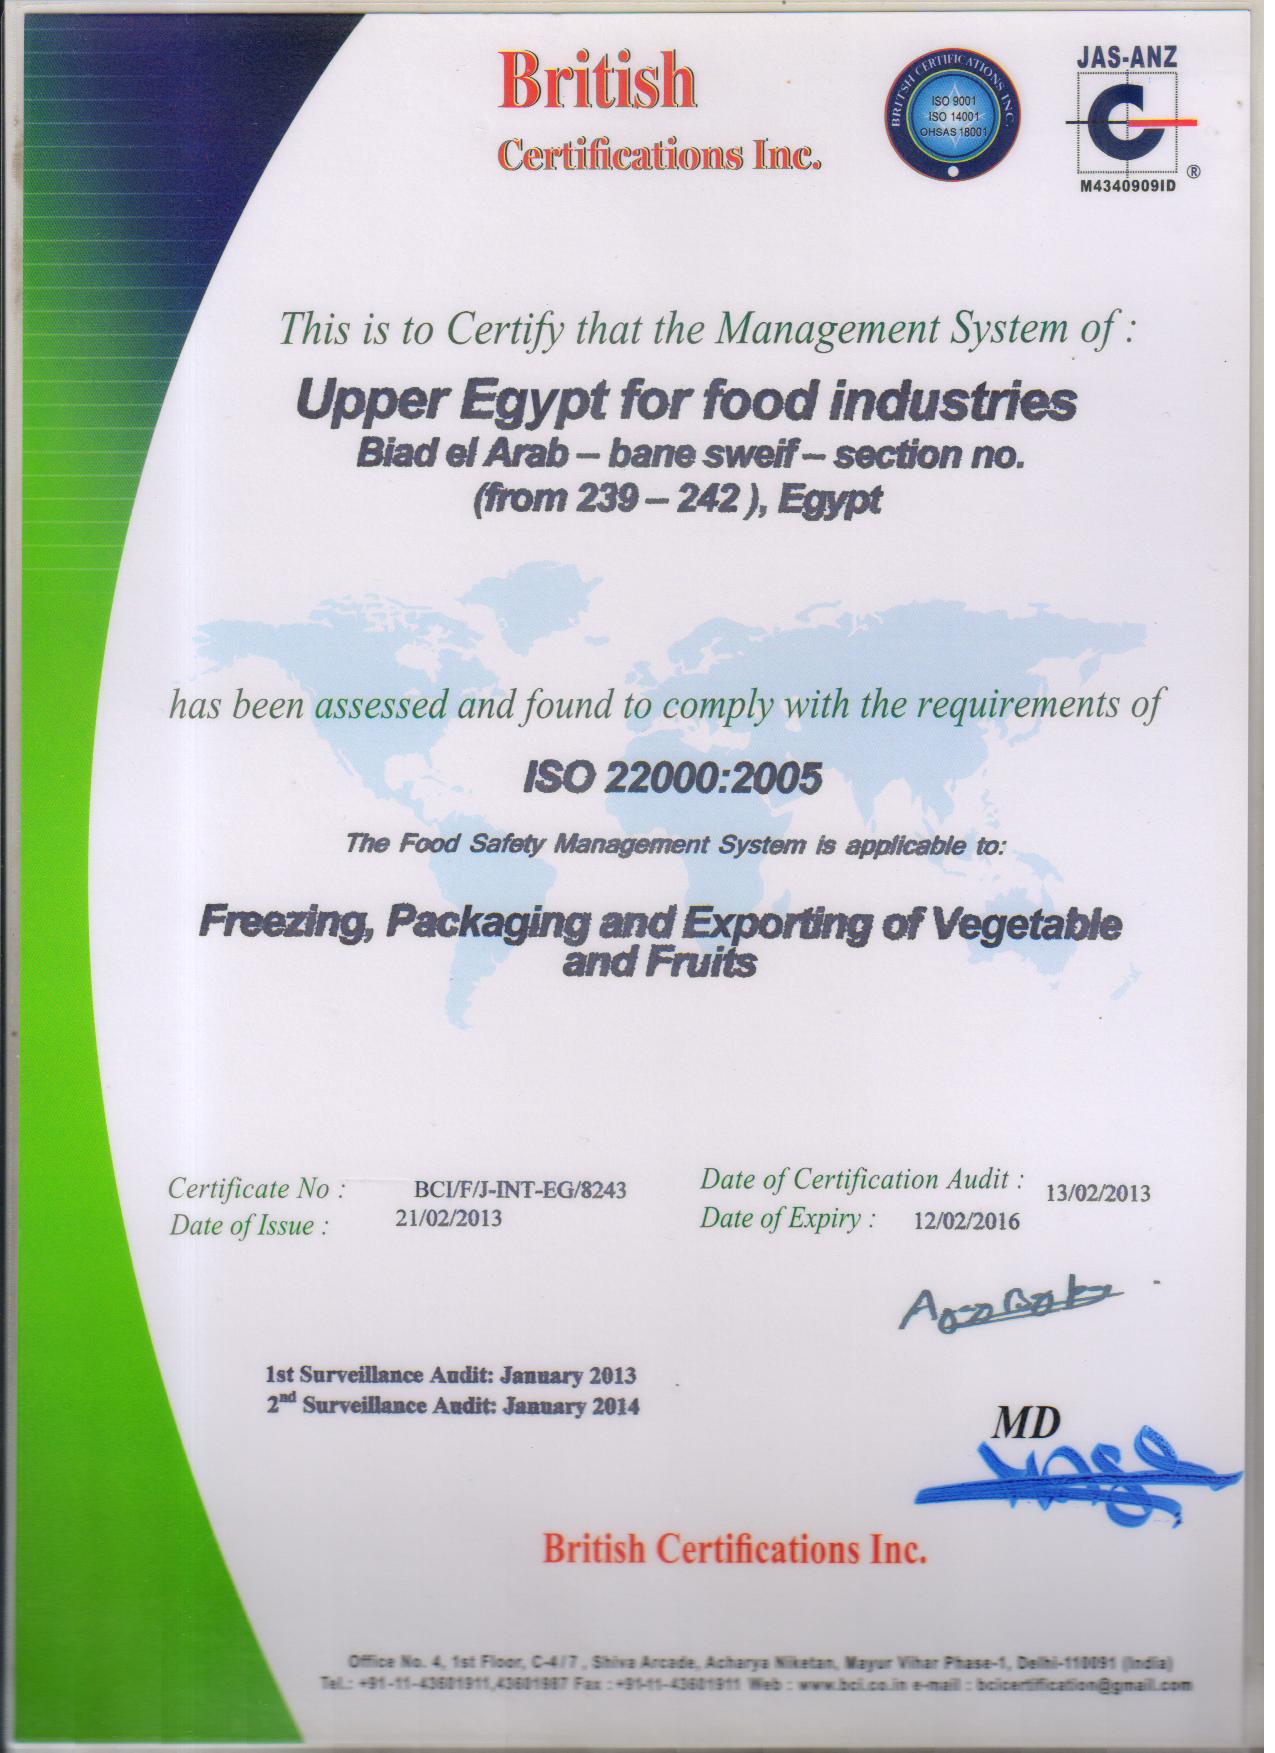 British
Certifications Inc.
BRITISH CERTIFICATIONS INC.
ISO 9001
ISO 14001
OHSAS 18001
JAS-ANZ
®
M4340909ID
This is to Certify that the Management System of :
Upper Egypt for food industries
Biad el Arab – bane sweif – section no.
(from 239 – 242 ), Egypt
has been assessed and found to comply with the requirements of
ISO 22000:2005
The Food Safety Management System is applicable to:
Freezing, Packaging and Exporting of Vegetable
and Fruits
Certificate No : BCI/F/J-INT-EG/8243
Date of Issue : 21/02/2013
Date of Certification Audit : 13/02/2013
Date of Expiry : 12/02/2016
1st Surveillance Audit: January 2013
2nd Surveillance Audit: January 2014
MD
British Certifications Inc.
Office No. 4, 1st Floor, C-4/7 , Shiva Arcade, Acharya Niketan, Mayur Vihar Phase-1, Delhi-110091 (India)
Tel.: +91-11-43601911,43601987 Fax : +91-11-43601911 Web : www.bci.co.in e-mail : bcicertification@gmail.com